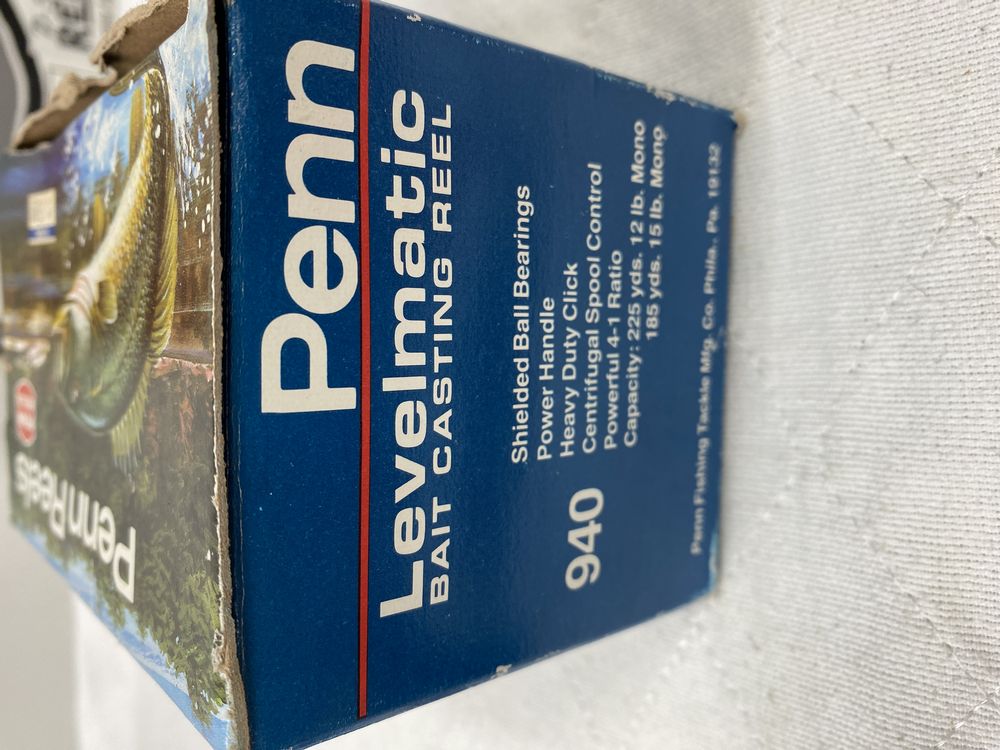 Penn
Levelmatic
BAIT CASTING REEL
940
Shielded Ball Bearings
Power Handle
Heavy Duty Click
Centrifugal Spool Control
Powerful 4-1 Ratio
Capacity: 225 yds. 12 lb. Mono
185 yds. 15 lb. Mono
Penn Fishing Tackle Mfg. Co. Phila., Pa. 19132
Penn Reels